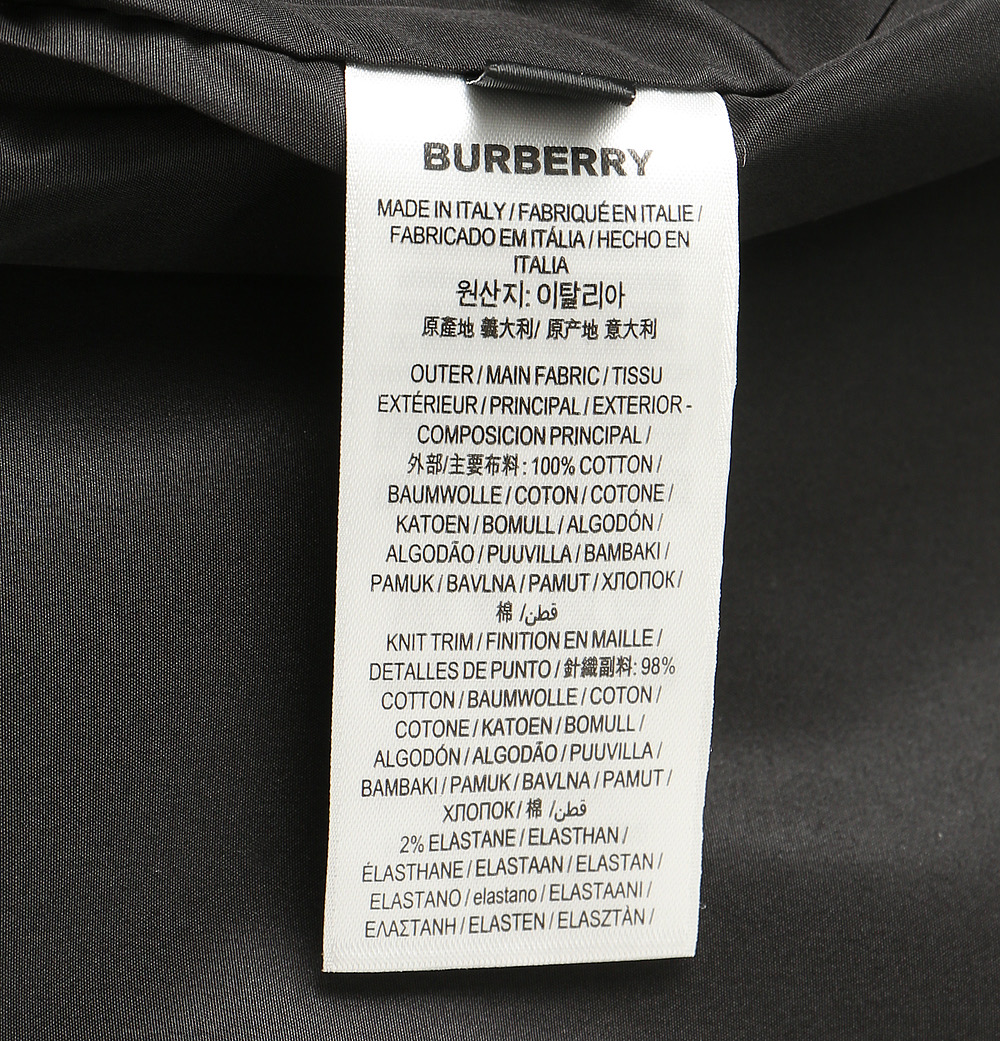 BURBERRY
MADE IN ITALY / FABRIQUÉ EN ITALIE /
FABRICADO EM ITÁLIA / HECHO EN
ITALIA
원산지: 이탈리아
原產地 義大利/ 原产地 意大利
OUTER / MAIN FABRIC / TISSU
EXTÉRIEUR / PRINCIPAL / EXTERIOR -
COMPOSICION PRINCIPAL /
外部/主要布料: 100% COTTON /
BAUMWOLLE / COTON / COTONE /
KATOEN / BOMULL / ALGODÓN /
ALGODÃO / PUUVILLA / BAMBAKI /
PAMUK / BAVLNA / PAMUT / ХЛОПОК /
棉 / قطن
KNIT TRIM / FINITION EN MAILLE /
DETALLES DE PUNTO / 針織副料: 98%
COTTON / BAUMWOLLE / COTON /
COTONE / KATOEN / BOMULL /
ALGODÓN / ALGODÃO / PUUVILLA /
BAMBAKI / PAMUK / BAVLNA / PAMUT /
ХЛОПОК / 棉 / قطن
2% ELASTANE / ELASTHAN /
ÉLASTHANE / ELASTAAN / ELASTAN /
ELASTANO / elastano / ELASTAANI /
ΕΛΑΣΤΑΝΗ / ELASTEN / ELASZTÀN /